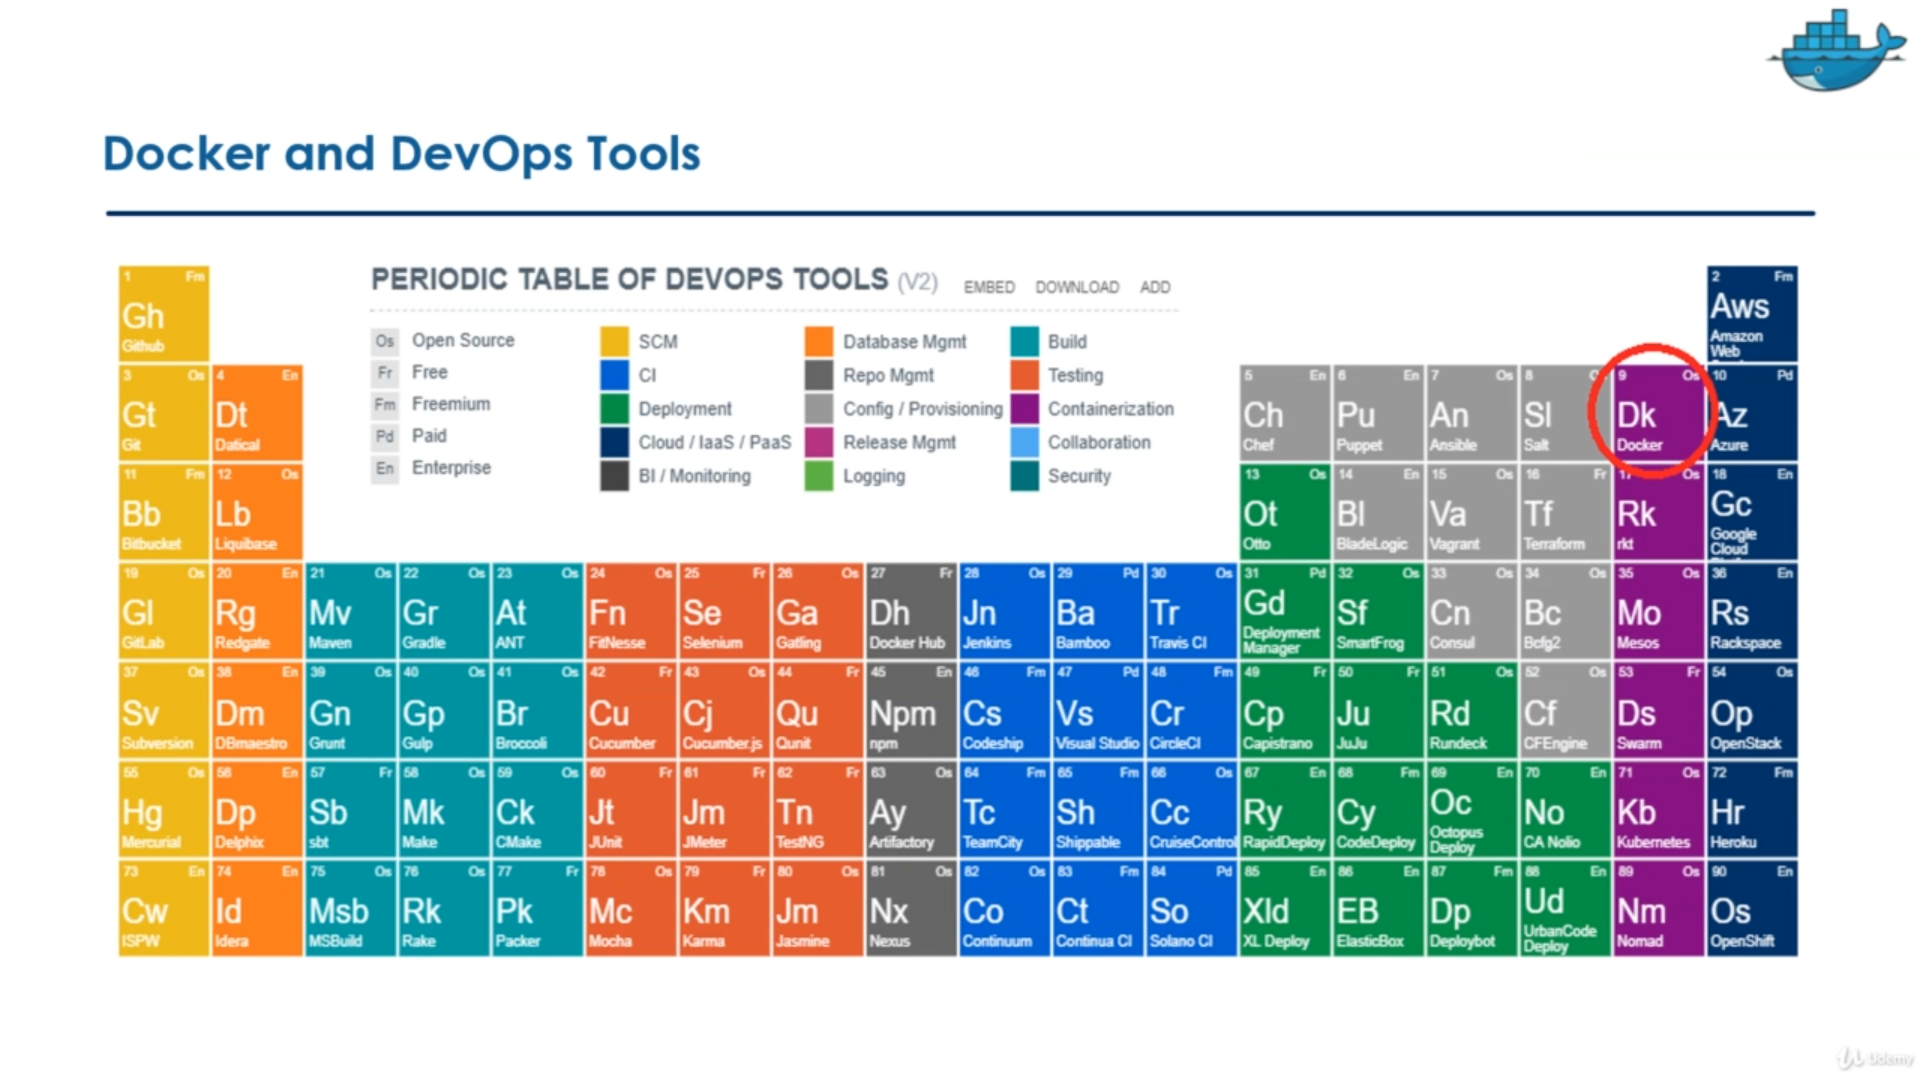 Docker and DevOps Tools
PERIODIC TABLE OF DEVOPS TOOLS (V2) EMBED DOWNLOAD ADD
Os Open Source
Fr Free
Fm Freemium
Pd Paid
En Enterprise
SCM
CI
Deployment
Cloud / IaaS / PaaS
BI / Monitoring
Database Mgmt
Repo Mgmt
Config / Provisioning
Release Mgmt
Logging
Build
Testing
Containerization
Collaboration
Security
1 Fm
Gh
Github
2 Fm
Aws
Amazon
Web
3 Os
Gt
Git
4 En
Dt
Datical
5 En
Ch
Chef
6 En
Pu
Puppet
7 Os
An
Ansible
8
Sl
Salt
9 Os
Dk
Docker
10 Pd
Az
Azure
11 Fm
Bb
Bitbucket
12 Os
Lb
Liquibase
13 Os
Ot
Otto
14 En
Bl
BladeLogic
15 Os
Va
Vagrant
16 Fr
Tf
Terraform
17 Os
Rk
rkt
18 En
Gc
Google
Cloud
19 Os
Gl
GitLab
20 En
Rg
Redgate
21 Os
Mv
Maven
22 Os
Gr
Gradle
23 Os
At
ANT
24 Os
Fn
FitNesse
25 Fr
Se
Selenium
26 Os
Ga
Gatling
27 Fr
Dh
Docker Hub
28 Os
Jn
Jenkins
29 Pd
Ba
Bamboo
30 Os
Tr
Travis CI
31 Pd
Gd
Deployment
Manager
32 Os
Sf
SmartFrog
33 Os
Cn
Consul
34 Os
Bc
Bcfg2
35 Os
Mo
Mesos
36 En
Rs
Rackspace
37 Os
Sv
Subversion
38 En
Dm
DBmaestro
39 Os
Gn
Grunt
40 Os
Gp
Gulp
41 Os
Br
Broccoli
42 Fr
Cu
Cucumber
43 Os
Cj
Cucumber.js
44 Fr
Qu
Qunit
45 En
Npm
npm
46 Fm
Cs
Codeship
47 Pd
Vs
Visual Studio
48 Fm
Cr
CircleCI
49 Fr
Cp
Capistrano
50 Fr
Ju
JuJu
51 Os
Rd
Rundeck
52 Os
Cf
CFEngine
53 Fr
Ds
Swarm
54 Os
Op
OpenStack
55 Os
Hg
Mercurial
56 En
Dp
Delphix
57 Fr
Sb
sbt
58 Os
Mk
Make
59 Os
Ck
CMake
60 Fr
Jt
JUnit
61 Fr
Jm
JMeter
62 Fr
Tn
TestNG
63 Os
Ay
Artifactory
64 Fm
Tc
TeamCity
65 Fm
Sh
Shippable
66 Os
Cc
CruiseControl
67 En
Ry
RapidDeploy
68 Fm
Cy
CodeDeploy
69 En
Oc
Octopus
Deploy
70 En
No
CA Nolio
71 Os
Kb
Kubernetes
72 Fm
Hr
Heroku
73 En
Cw
ISPW
74 En
Id
Idera
75 Os
Msb
MSBuild
76 Os
Rk
Rake
77 Fr
Pk
Packer
78 Os
Mc
Mocha
79 Fr
Km
Karma
80 Os
Jm
Jasmine
81 Os
Nx
Nexus
82 Os
Co
Continuum
83 Fm
Ct
Continua CI
84 Pd
So
Solano CI
85 En
Xld
XL Deploy
86 En
EB
ElasticBox
87 Fm
Dp
Deploybot
88 En
Ud
UrbanCode
Deploy
89 Os
Nm
Nomad
90 En
Os
OpenShift
Udemy